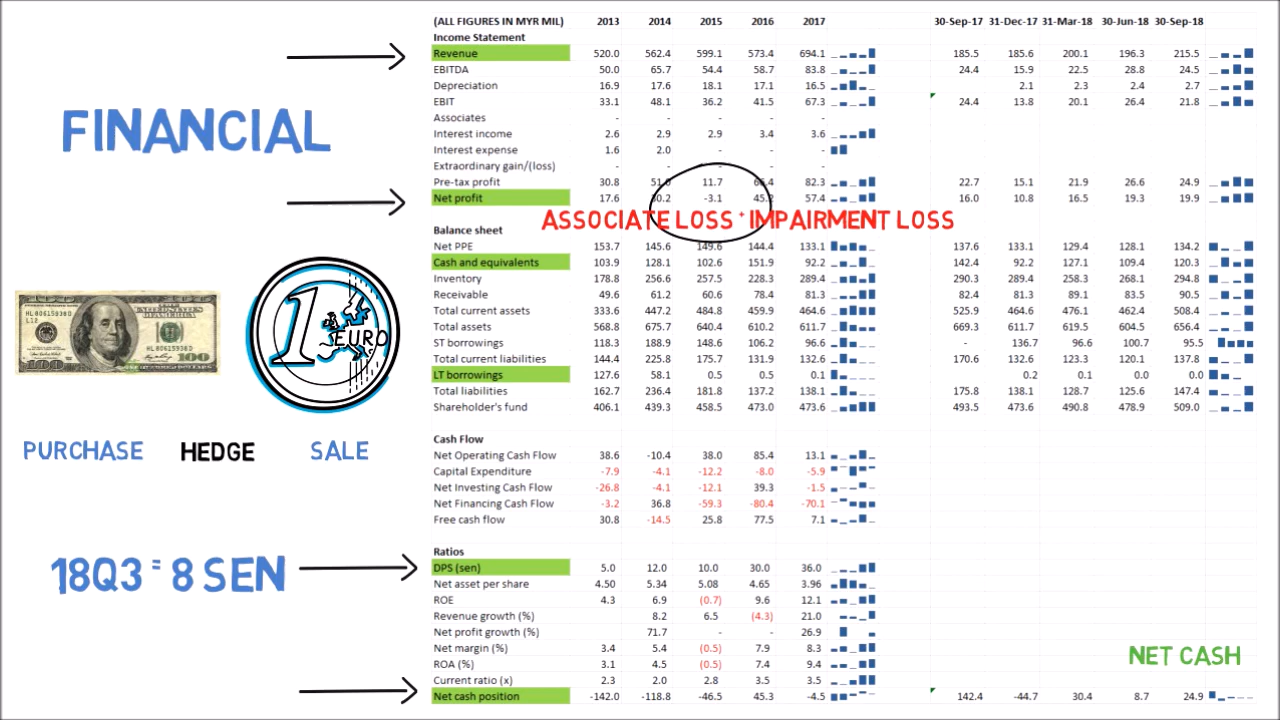 (ALL FIGURES IN MYR MIL) 2013 2014 2015 2016 2017 30-Sep-17 31-Dec-17 31-Mar-18 30-Jun-18 30-Sep-18
Income Statement
Revenue 520.0 562.4 599.1 573.4 694.1 185.5 185.6 200.1 196.3 215.5
EBITDA 50.0 65.7 54.4 58.7 83.8 24.4 15.9 22.5 28.8 24.5
Depreciation 16.9 17.6 18.1 17.1 16.5 2.1 2.3 2.4 2.7
EBIT 33.1 48.1 36.2 41.5 67.3 24.4 13.8 20.1 26.4 21.8
FINANCIAL
Associates - - - - -
Interest income 2.6 2.9 2.9 3.4 3.6
Interest expense 1.6 2.0 - - -
Extraordinary gain/(loss) - - - - -
Pre-tax profit 30.8 11.7 82.3 22.7 15.1 21.9 26.6 24.9
Net profit 17.6 -3.1 57.4 16.0 10.8 16.5 19.3 19.9
ASSOCIATE LOSS + IMPAIRMENT LOSS
Balance sheet
Net PPE 153.7 145.6 149.6 144.4 133.1 137.6 133.1 129.4 128.1 134.2
Cash and equivalents 103.9 128.1 102.6 151.9 92.2 142.4 92.2 127.1 109.4 120.3
Inventory 178.8 256.6 257.5 228.3 289.4 290.3 289.4 258.3 268.1 294.8
Receivable 49.6 61.2 60.6 78.4 81.3 82.4 81.3 89.1 83.5 90.5
Total current assets 333.6 447.2 484.8 459.9 464.6 525.9 464.6 476.1 462.4 508.4
Total assets 568.8 675.7 640.4 610.2 611.7 669.3 611.7 619.5 604.5 656.4
ST borrowings 118.3 188.9 148.6 106.2 96.6 - 136.7 96.6 100.7 95.5
Total current liabilities 144.4 225.8 175.7 131.9 132.6 170.6 132.6 123.3 120.1 137.8
LT borrowings 127.6 58.1 0.5 0.5 0.1 0.2 0.1 0.0 0.0
Total liabilities 162.7 236.4 181.8 137.2 138.1 175.8 138.1 128.7 125.6 147.4
Shareholder's fund 406.1 439.3 458.5 473.0 473.6 493.5 473.6 490.8 478.9 509.0
HL80615938D
L12
HL80615938D
100
100
1
EURO
PURCHASE HEDGE SALE
Cash Flow
Net Operating Cash Flow 38.6 -10.4 38.0 85.4 13.1
Capital Expenditure -7.9 -4.1 -12.2 -8.0 -5.9
Net Investing Cash Flow -26.8 -4.1 -12.1 39.3 -1.5
Net Financing Cash Flow -3.2 36.8 -59.3 -80.4 -70.1
Free cash flow 30.8 -14.5 25.8 77.5 7.1
Ratios
18Q3 = 8 SEN
DPS (sen) 5.0 12.0 10.0 30.0 36.0
Net asset per share 4.50 5.34 5.08 4.65 3.96
ROE 4.3 6.9 (0.7) 9.6 12.1
Revenue growth (%) 8.2 6.5 (4.3) 21.0
Net profit growth (%) 71.7 - - 26.9
Net margin (%) 3.4 5.4 (0.5) 7.9 8.3
ROA (%) 3.1 4.5 (0.5) 7.4 9.4
Current ratio (x) 2.3 2.0 2.8 3.5 3.5
NET CASH
Net cash position -142.0 -118.8 -46.5 45.3 -4.5 142.4 -44.7 30.4 8.7 24.9